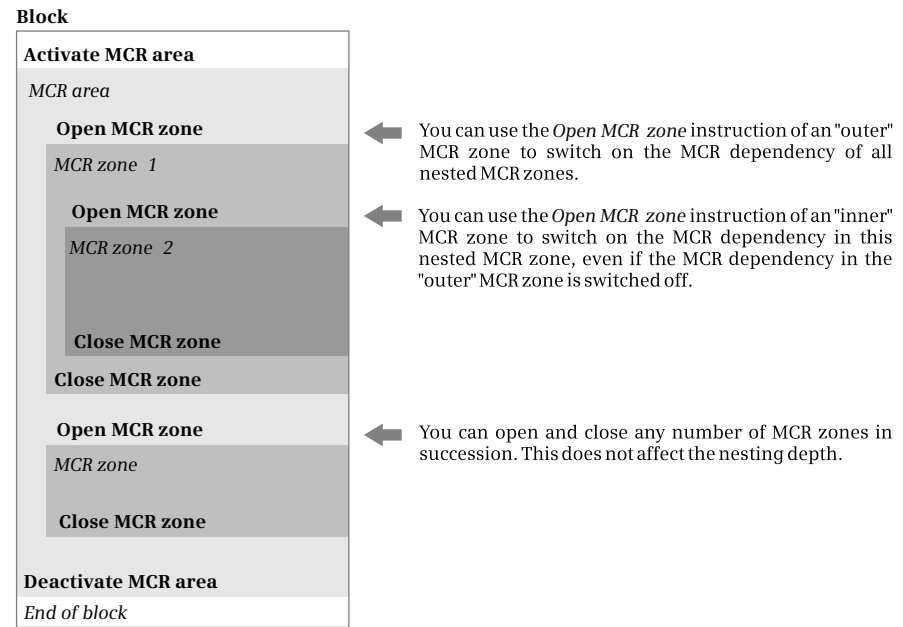 Block
Activate MCR area
MCR area
Open MCR zone
You can use the Open MCR zone instruction of an "outer"
MCR zone to switch on the MCR dependency of all
nested MCR zones.
MCR zone 1
Open MCR zone
You can use the Open MCR zone instruction of an "inner"
MCR zone to switch on the MCR dependency in this
nested MCR zone, even if the MCR dependency in the
"outer" MCR zone is switched off.
MCR zone 2
Close MCR zone
Close MCR zone
Open MCR zone
You can open and close any number of MCR zones in
succession. This does not affect the nesting depth.
MCR zone
Close MCR zone
Deactivate MCR area
End of block